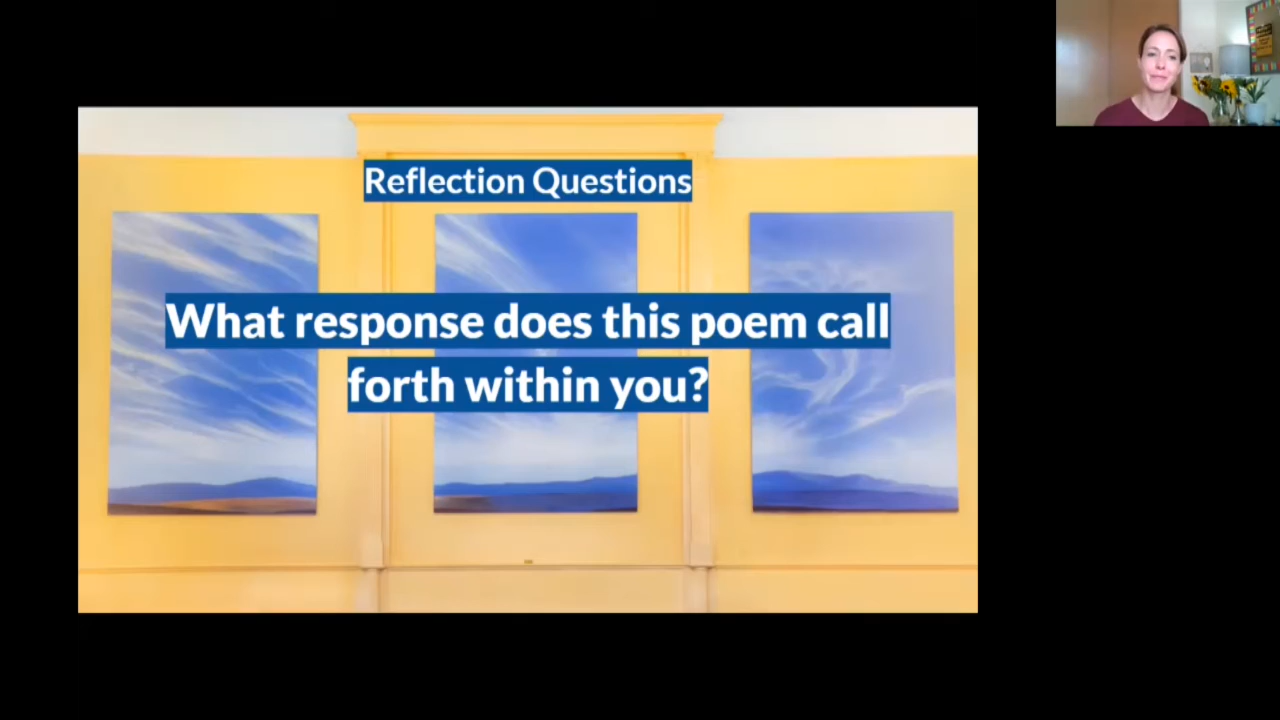 Reflection Questions
What response does this poem call
forth within you?